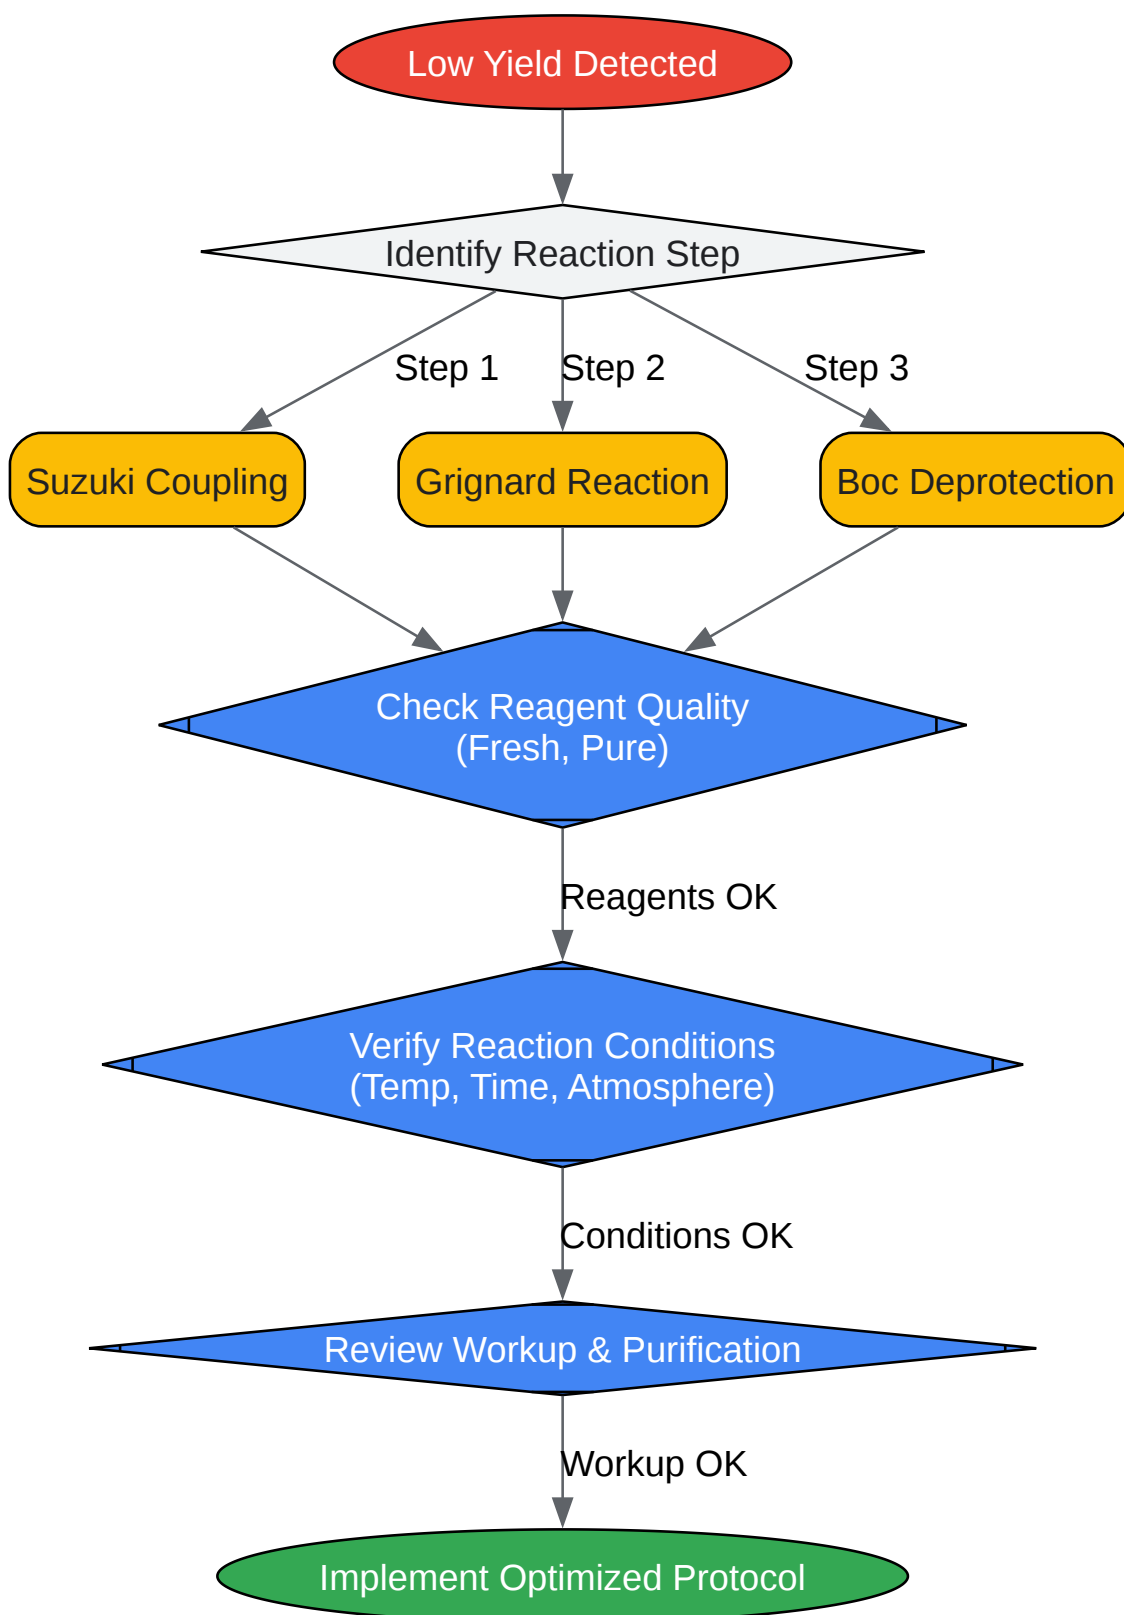 Low Yield Detected
Identify Reaction Step
Step 1
Step 2
Step 3
Suzuki Coupling
Grignard Reaction
Boc Deprotection
Check Reagent Quality
(Fresh, Pure)
Reagents OK
Verify Reaction Conditions
(Temp, Time, Atmosphere)
Conditions OK
Review Workup & Purification
Workup OK
Implement Optimized Protocol